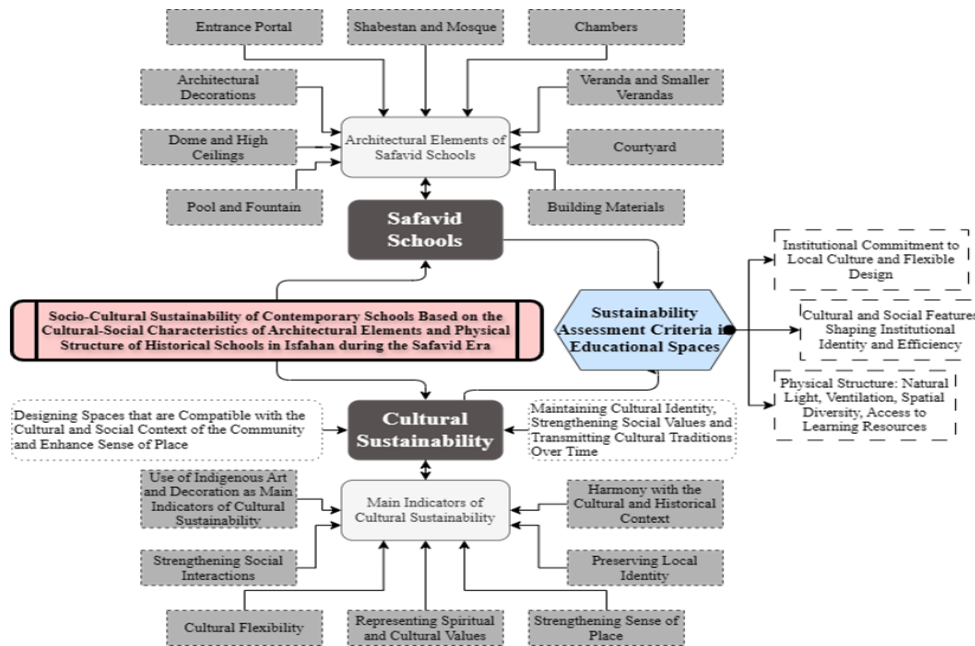 Entrance Portal
Shabestan and Mosque
Chambers
Architectural
Decorations
Veranda and Smaller
Verandas
Dome and High
Ceilings
Architectural Elements of
Safavid Schools
Courtyard
Pool and Fountain
Building Materials
Safavid
Schools
Institutional Commitment to
Local Culture and Flexible
Design
Socio-Cultural Sustainability of Contemporary Schools Based on the
Cultural-Social Characteristics of Architectural Elements and Physical
Structure of Historical Schools in Isfahan during the Safavid Era
Sustainability
Assessment Criteria i
Educational Spaces
Cultural and Social Features
Shaping Institutional
Identity and Efficiency
Physical Structure: Natural
Light, Ventilation, Spatial
Diversity, Access to
Learning Resources
Designing Spaces that are Compatible with the
Cultural and Social Context of the Community
and Enhance Sense of Place
Cultural
Sustainability
Maintaining Cultural Identity,
Strengthening Social Values and
Transmitting Cultural Traditions
Over Time
Use of Indigenous Art
and Decoration as Main
Indicators of Cultural
Sustainability
Main Indicators of
Cultural Sustainability
Harmony with the
Cultural and Historical
Context
Strengthening Social
Interactions
Preserving Local
Identity
Cultural Flexibility
Representing Spiritual
and Cultural Values
Strengthening Sense of
Place